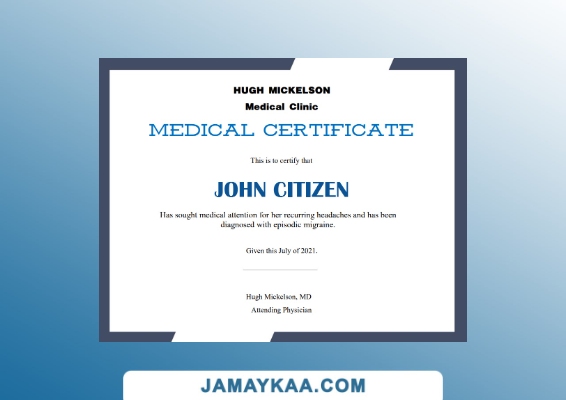 HUGH MICKELSON
Medical Clinic
MEDICAL CERTIFICATE
This is to certify that
JOHN CITIZEN
Has sought medical attention for her recurring headaches and has been
diagnosed with episodic migraine.
Given this July of 2021.
Hugh Mickelson, MD
Attending Physician
JAMAYKAA.COM